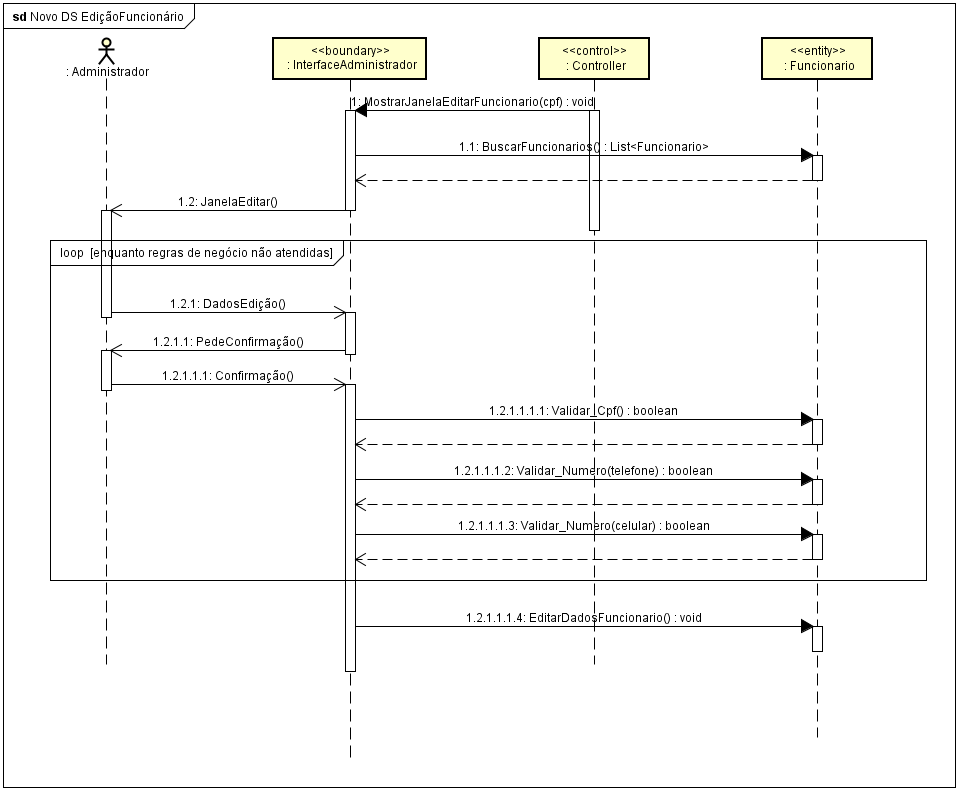 sd Novo DS EdiçãoFuncionário
: Administrador
<<boundary>>
: InterfaceAdministrador
<<control>>
: Controller
<<entity>>
: Funcionario
1: MostrarJanelaEditarFuncionario(cpf) : void
1.1: BuscarFuncionarios() : List<Funcionario>
1.2: JanelaEditar()
loop [enquanto regras de negócio não atendidas]
1.2.1: DadosEdição()
1.2.1.1: PedeConfirmação()
1.2.1.1.1: Confirmação()
1.2.1.1.1.1: Validar_Cpf() : boolean
1.2.1.1.1.2: Validar_Numero(telefone) : boolean
1.2.1.1.1.3: Validar_Numero(celular) : boolean
1.2.1.1.1.4: EditarDadosFuncionario() : void